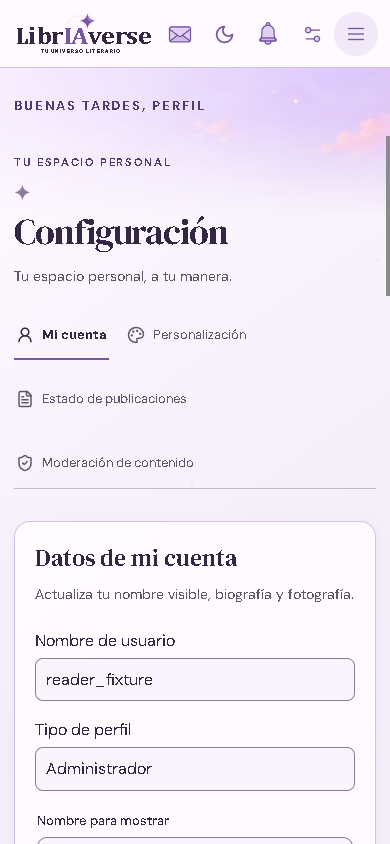 LibrIAverse
TU UNIVERSO LITERARIO
BUENAS TARDES, PERFIL
TU ESPACIO PERSONAL
Configuración
Tu espacio personal, a tu manera.
Mi cuenta Personalización
Estado de publicaciones
Moderación de contenido
Datos de mi cuenta
Actualiza tu nombre visible, biografía y fotografía.
Nombre de usuario
reader_fixture
Tipo de perfil
Administrador
Nombre para mostrar